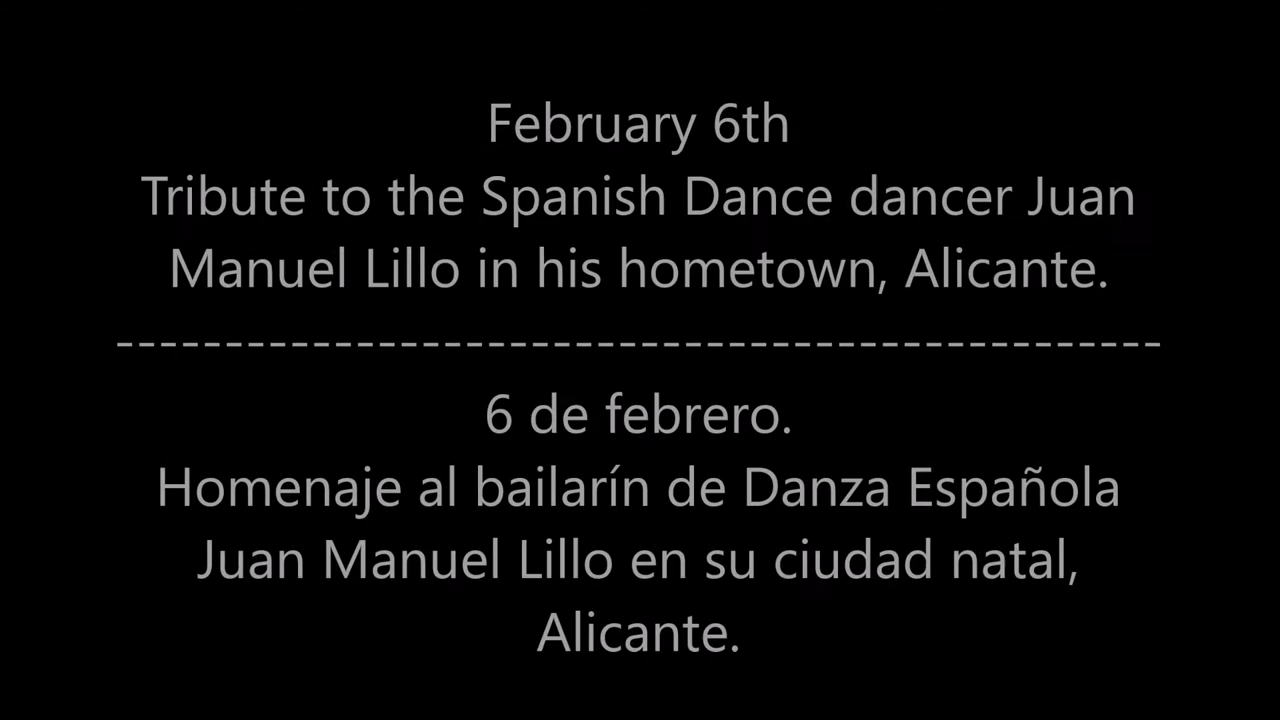 February 6th
Tribute to the Spanish Dance dancer Juan
Manuel Lillo in his hometown, Alicante.
------------------------------------------------
6 de febrero.
Homenaje al bailarín de Danza Española
Juan Manuel Lillo en su ciudad natal,
Alicante.